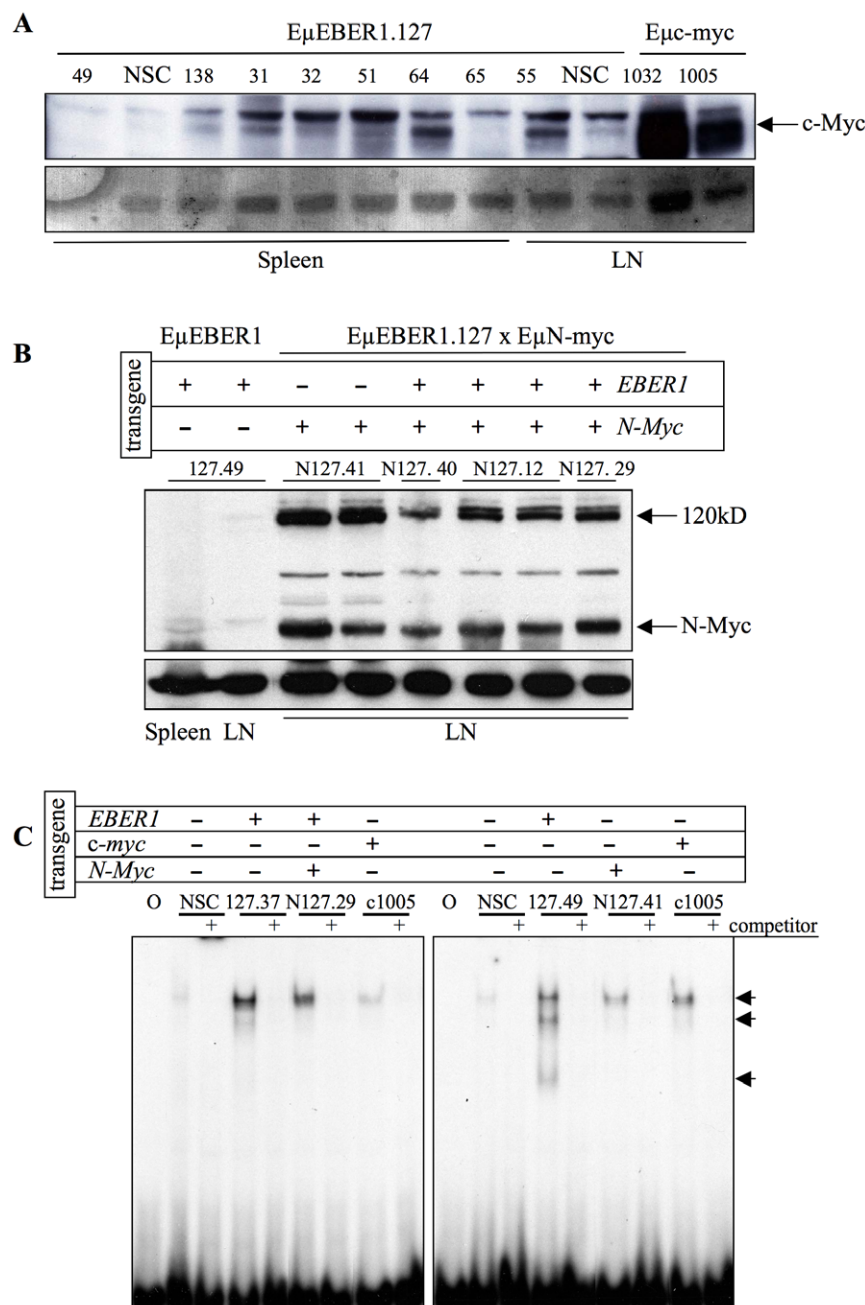 A
EµEBER1.127 Eµc-myc
49 NSC 138 31 32 51 64 65 55 NSC 1032 1005
c-Myc
Spleen LN
B
EµEBER1 EµEBER1.127 x EµN-myc
transgene
+ + – – + + + + EBER1
– – + + + + + + N-Myc
127.49 N127.41 N127. 40 N127.12 N127. 29
120kD
N-Myc
Spleen LN LN
C
transgene
EBER1 – + + – – + – –
c-myc – – – + – – – +
N-Myc – – + – – – + –
O NSC 127.37 N127.29 c1005 O NSC 127.49 N127.41 c1005
+ + + + + + + + competitor